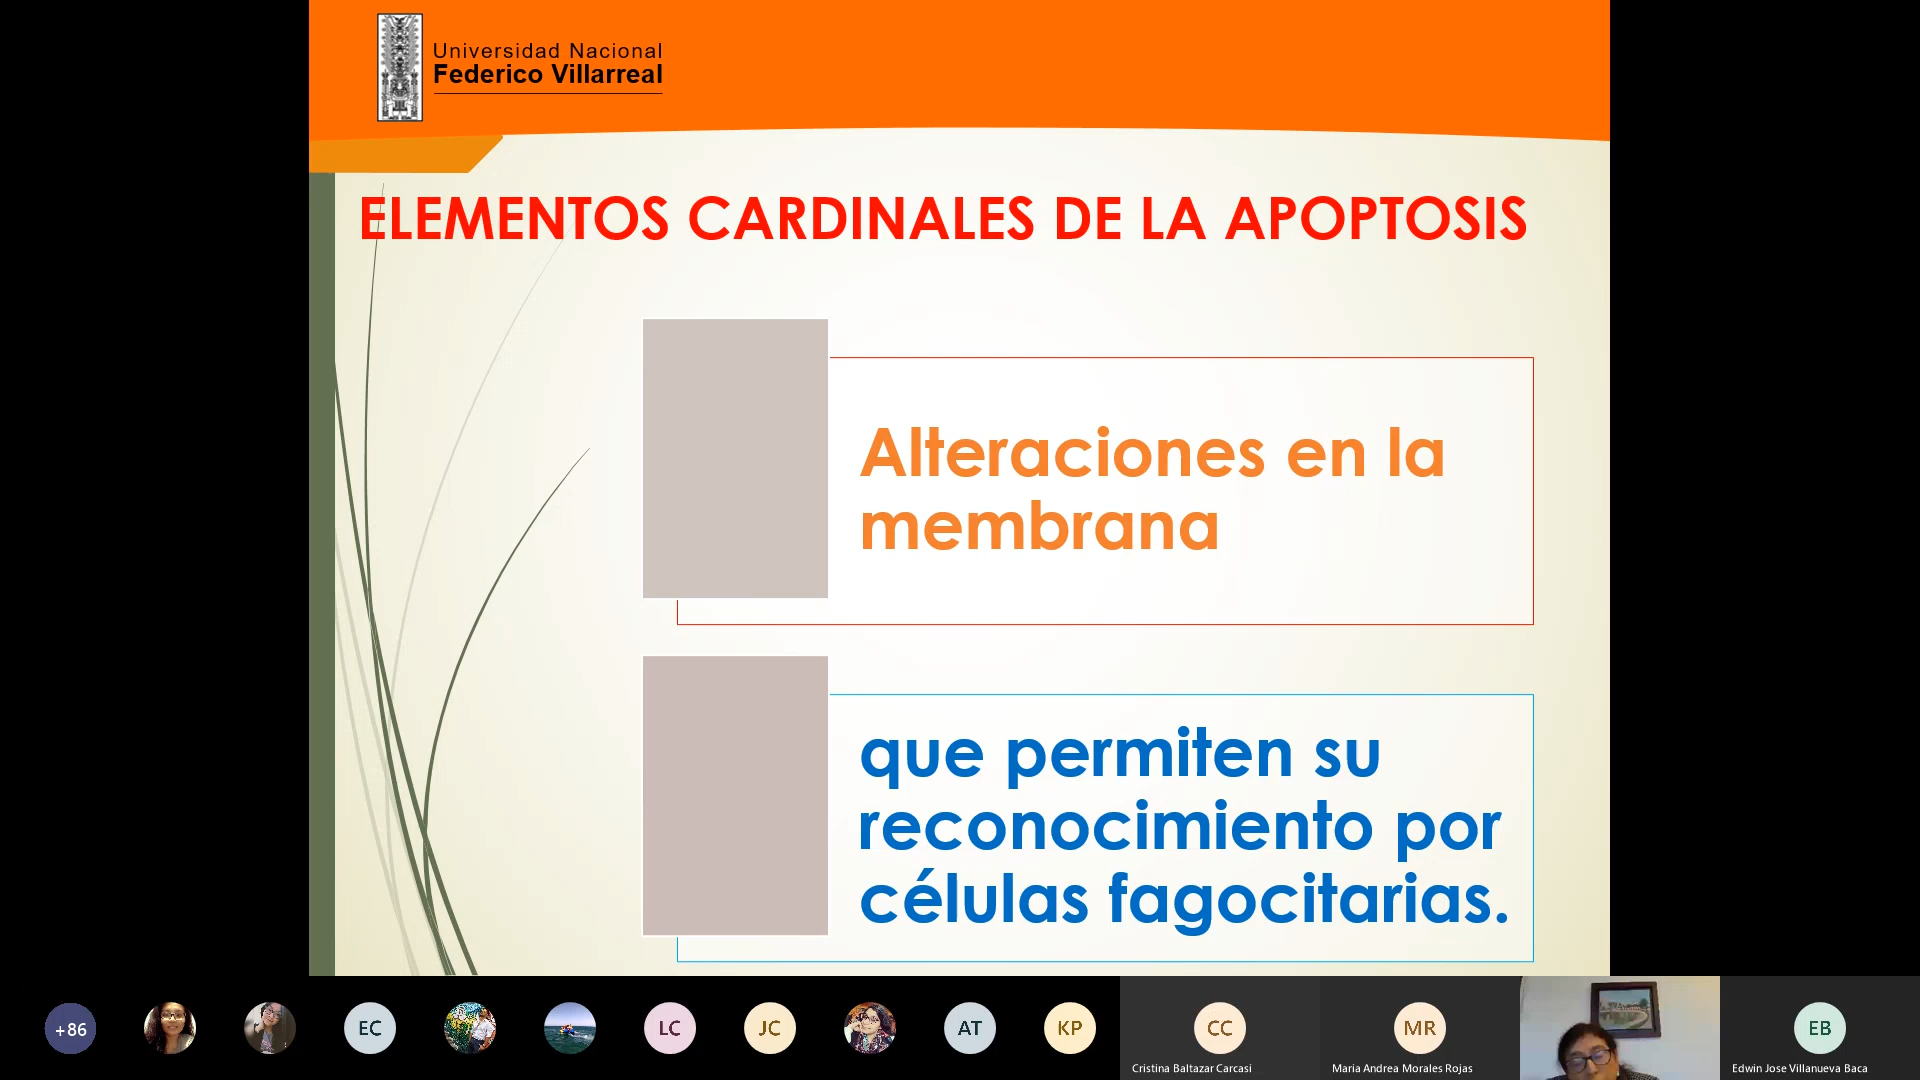 Universidad Nacional
Federico Villarreal
ELEMENTOS CARDINALES DE LA APOPTOSIS
Alteraciones en la
membrana
que permiten su
reconocimiento por
células fagocitarias.
+86
EC
LC
JC
AT
KP
CC
MR
EB
Cristina Baltazar Carcasi
Maria Andrea Morales Rojas
Edwin Jose Villanueva Baca